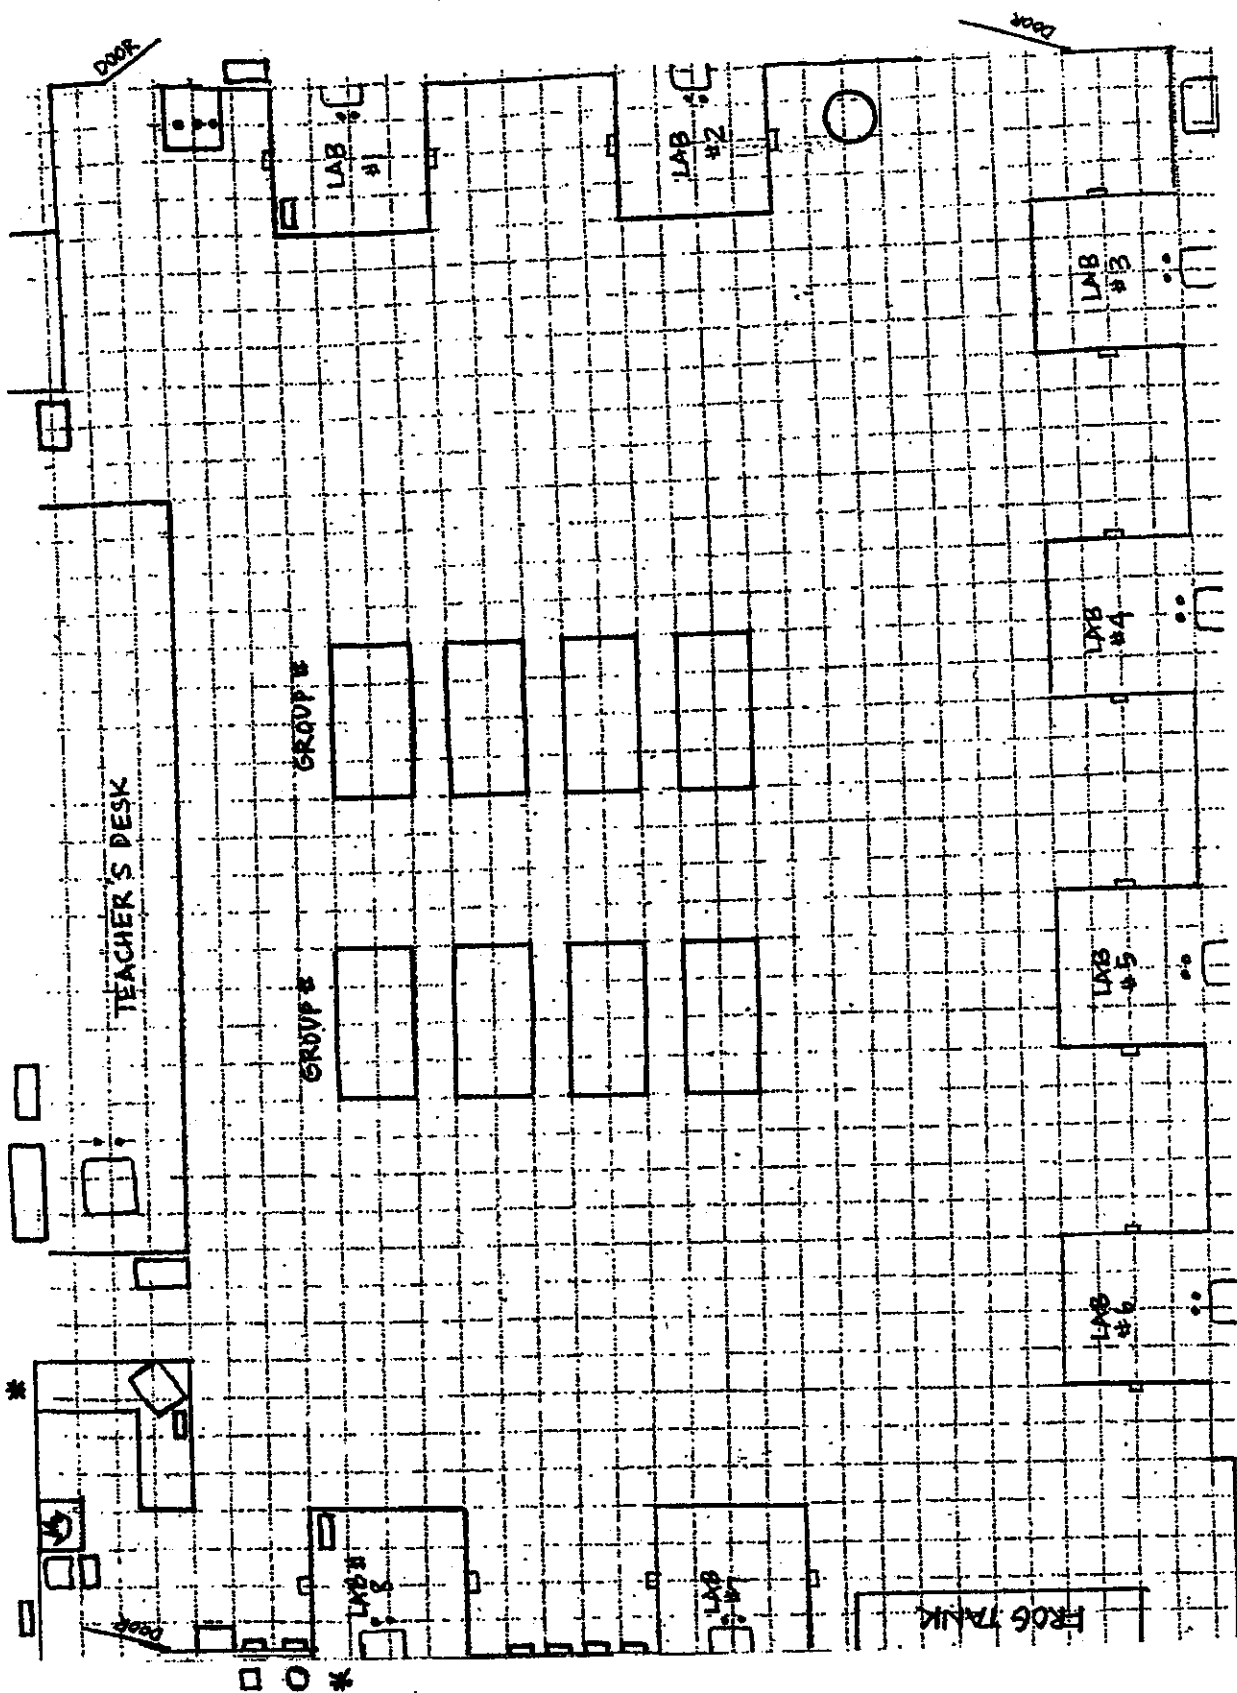 DOOR
DOOR
LAB
#1
LAB
#2
LAB
#3
LAB
#4
LAB
#5
LAB
#6
LAB
#7
LAB #
8
TEACHER'S DESK
GROUP #
GROUP #
FROG TANK
DOOR
*
*